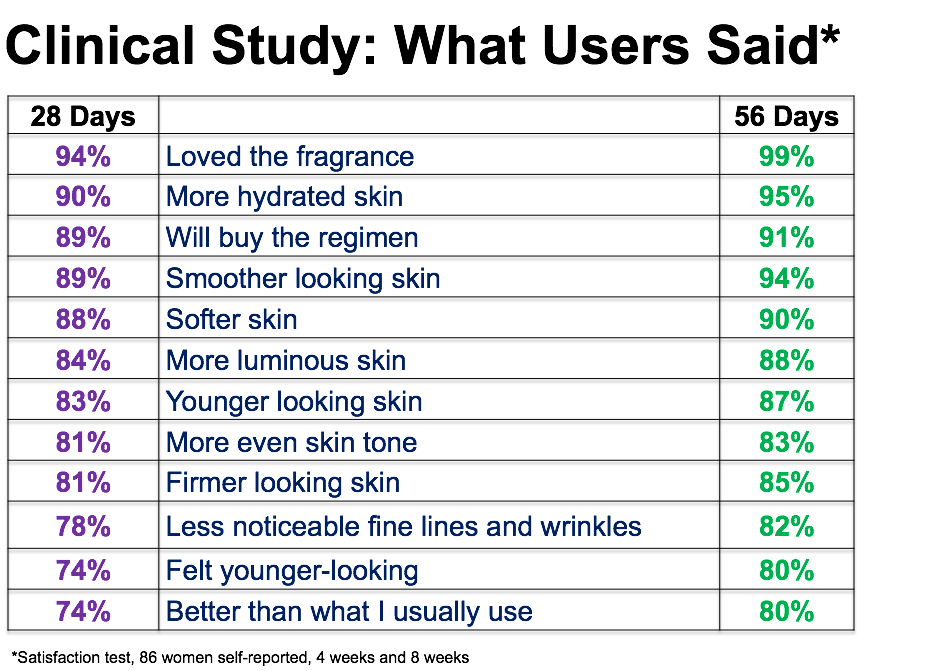 Clinical Study: What Users Said*
28 Days 56 Days
94% Loved the fragrance 99%
90% More hydrated skin 95%
89% Will buy the regimen 91%
89% Smoother looking skin 94%
88% Softer skin 90%
84% More luminous skin 88%
83% Younger looking skin 87%
81% More even skin tone 83%
81% Firmer looking skin 85%
78% Less noticeable fine lines and wrinkles 82%
74% Felt younger-looking 80%
74% Better than what I usually use 80%
*Satisfaction test, 86 women self-reported, 4 weeks and 8 weeks